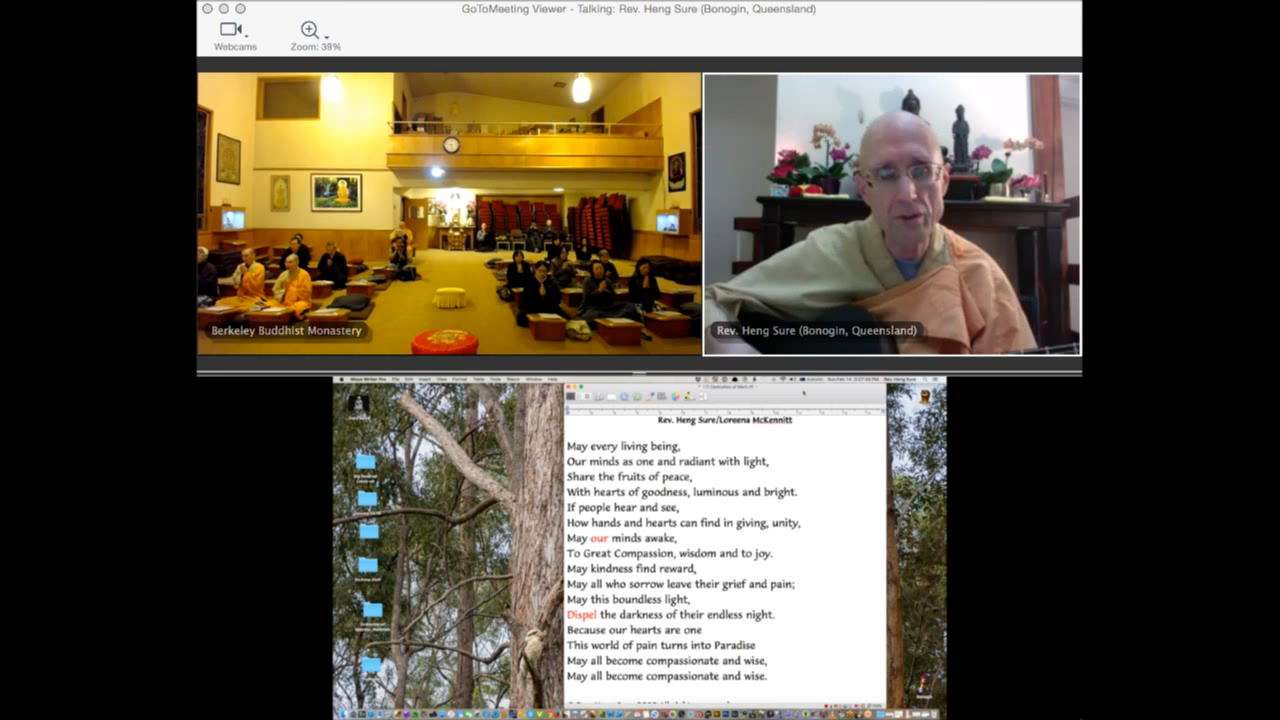 GoToMeeting Viewer - Talking: Rev. Heng Sure (Bonogin, Queensland)
Webcams
Zoom: 39%
Berkeley Buddhist Monastery
Rev. Heng Sure (Bonogin, Queensland)
Rev. Heng Sure/Loreena McKennitt
May every living being,
Our minds as one and radiant with light,
Share the fruits of peace,
With hearts of goodness, luminous and bright.
If people hear and see,
How hands and hearts can find in giving, unity,
May our minds awake,
To Great Compassion, wisdom and to joy.
May kindness find reward,
May all who sorrow leave their grief and pain;
May this boundless light,
Dispel the darkness of their endless night.
Because our hearts are one
This world of pain turns into Paradise
May all become compassionate and wise,
May all become compassionate and wise.